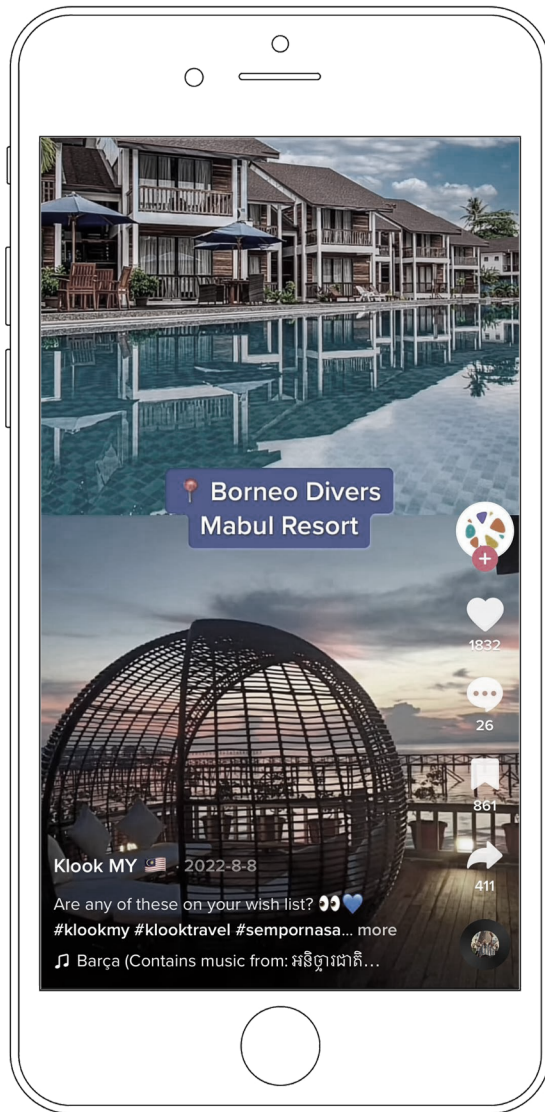 📍 Borneo Divers
Mabul Resort
1832
26
861
411
Klook MY 🇲🇾 2022-8-8
Are any of these on your wish list? 👀💙
#klookmy #klooktravel #sempornasa... more
♫ Barça (Contains music from: អនិច្ចារជាតិ...